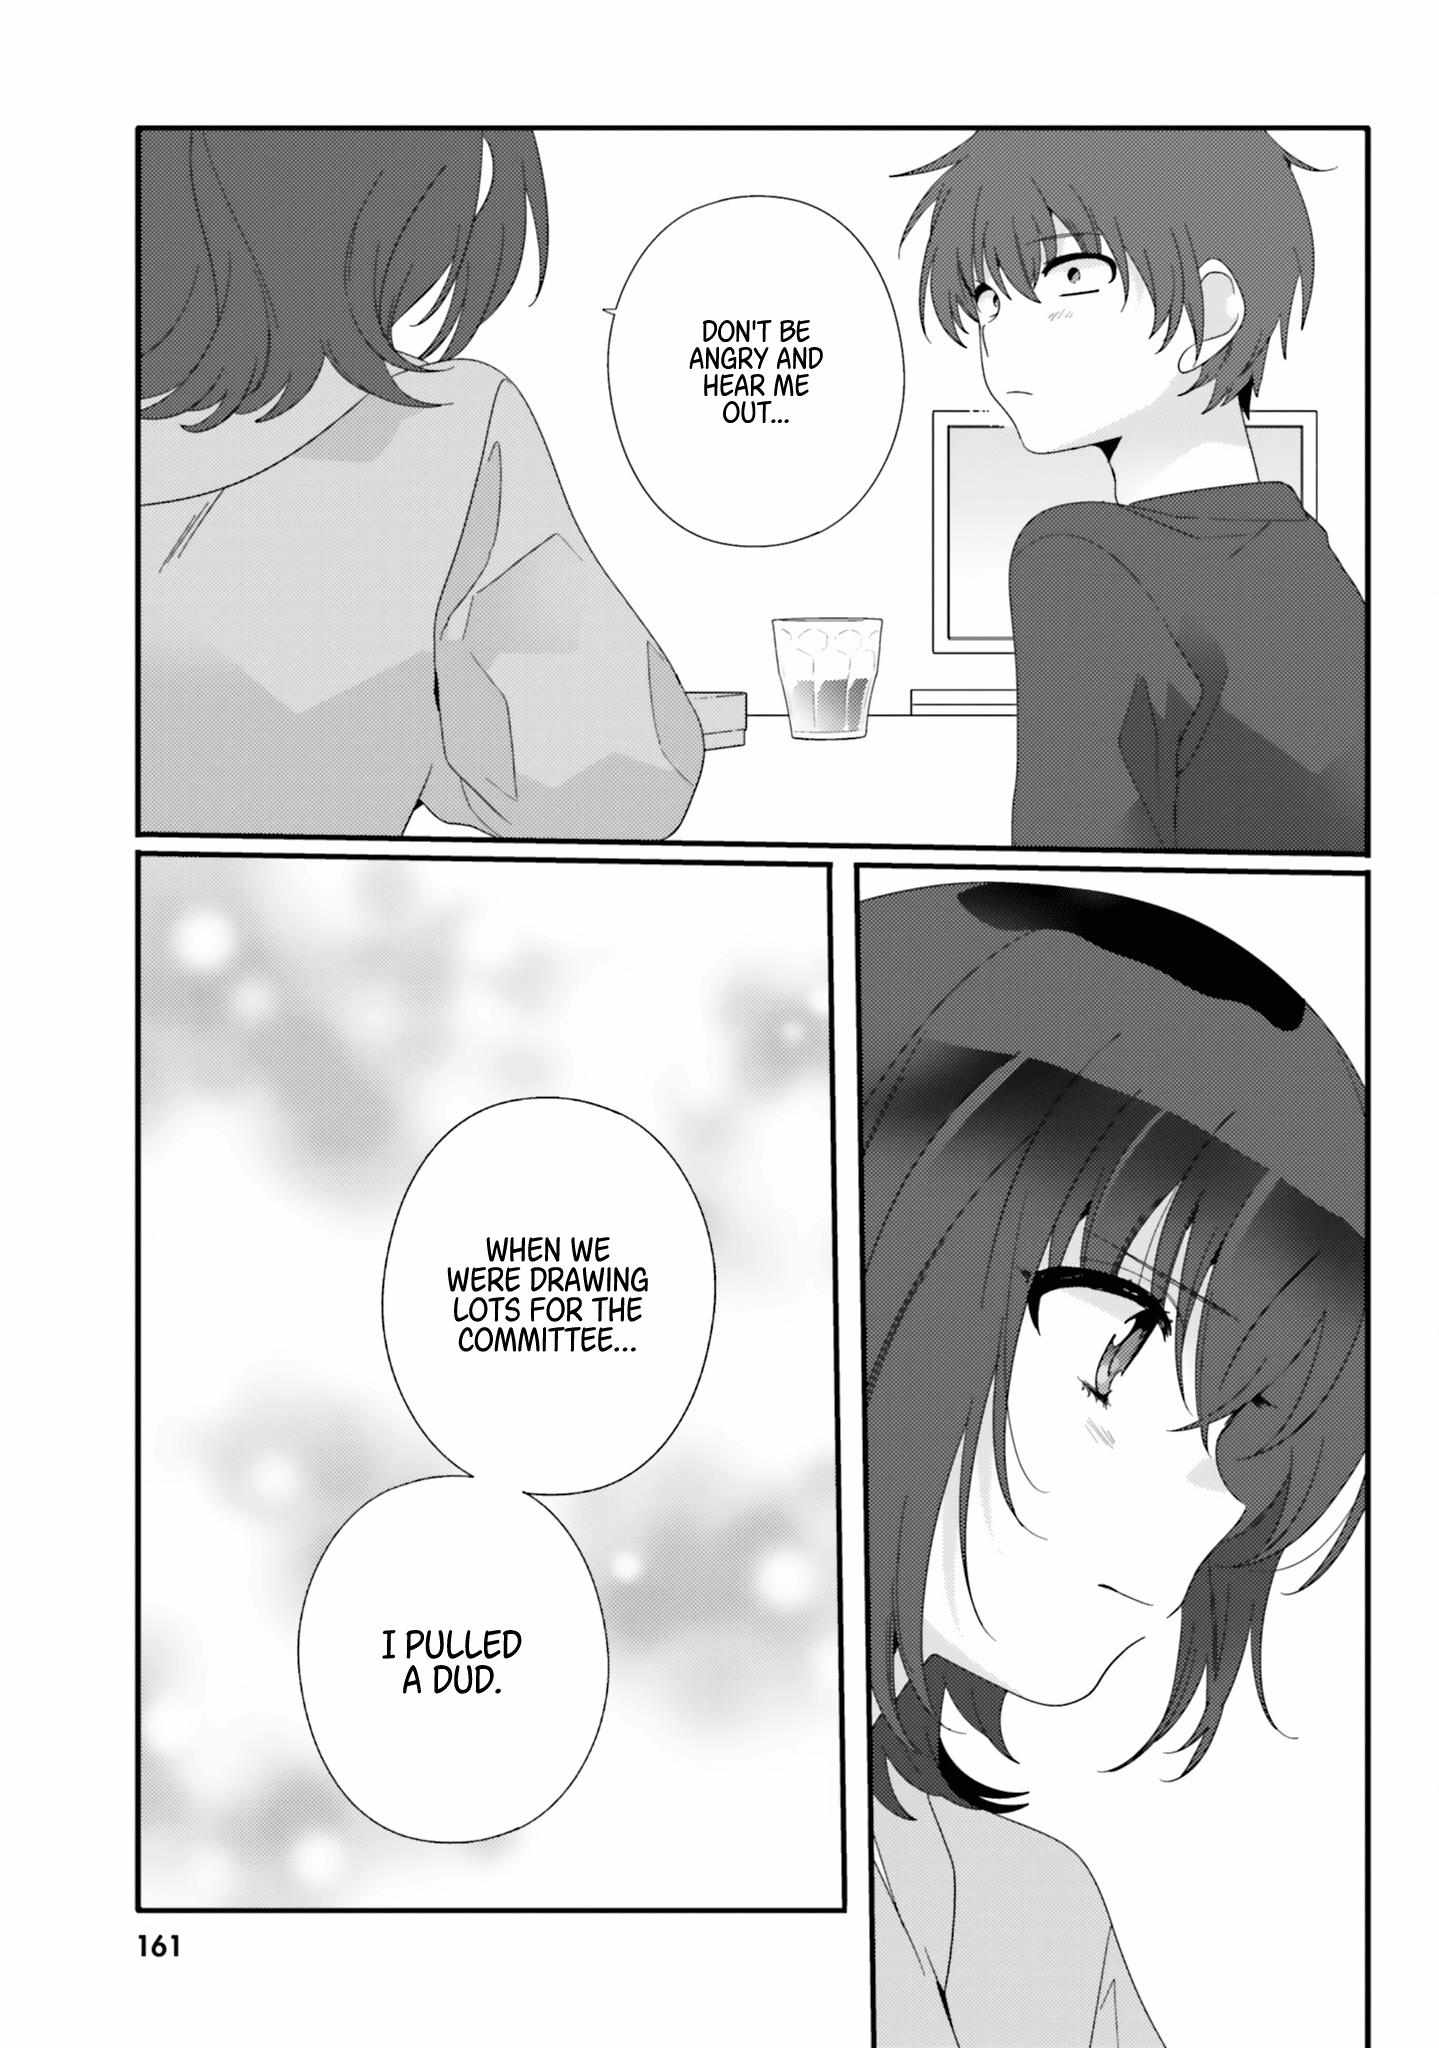 DON'T BE
ANGRY AND
HEAR ME
OUT...
WHEN WE
WERE DRAWING
LOTS FOR THE
COMMITTEE...
I PULLED
A DUD.
161